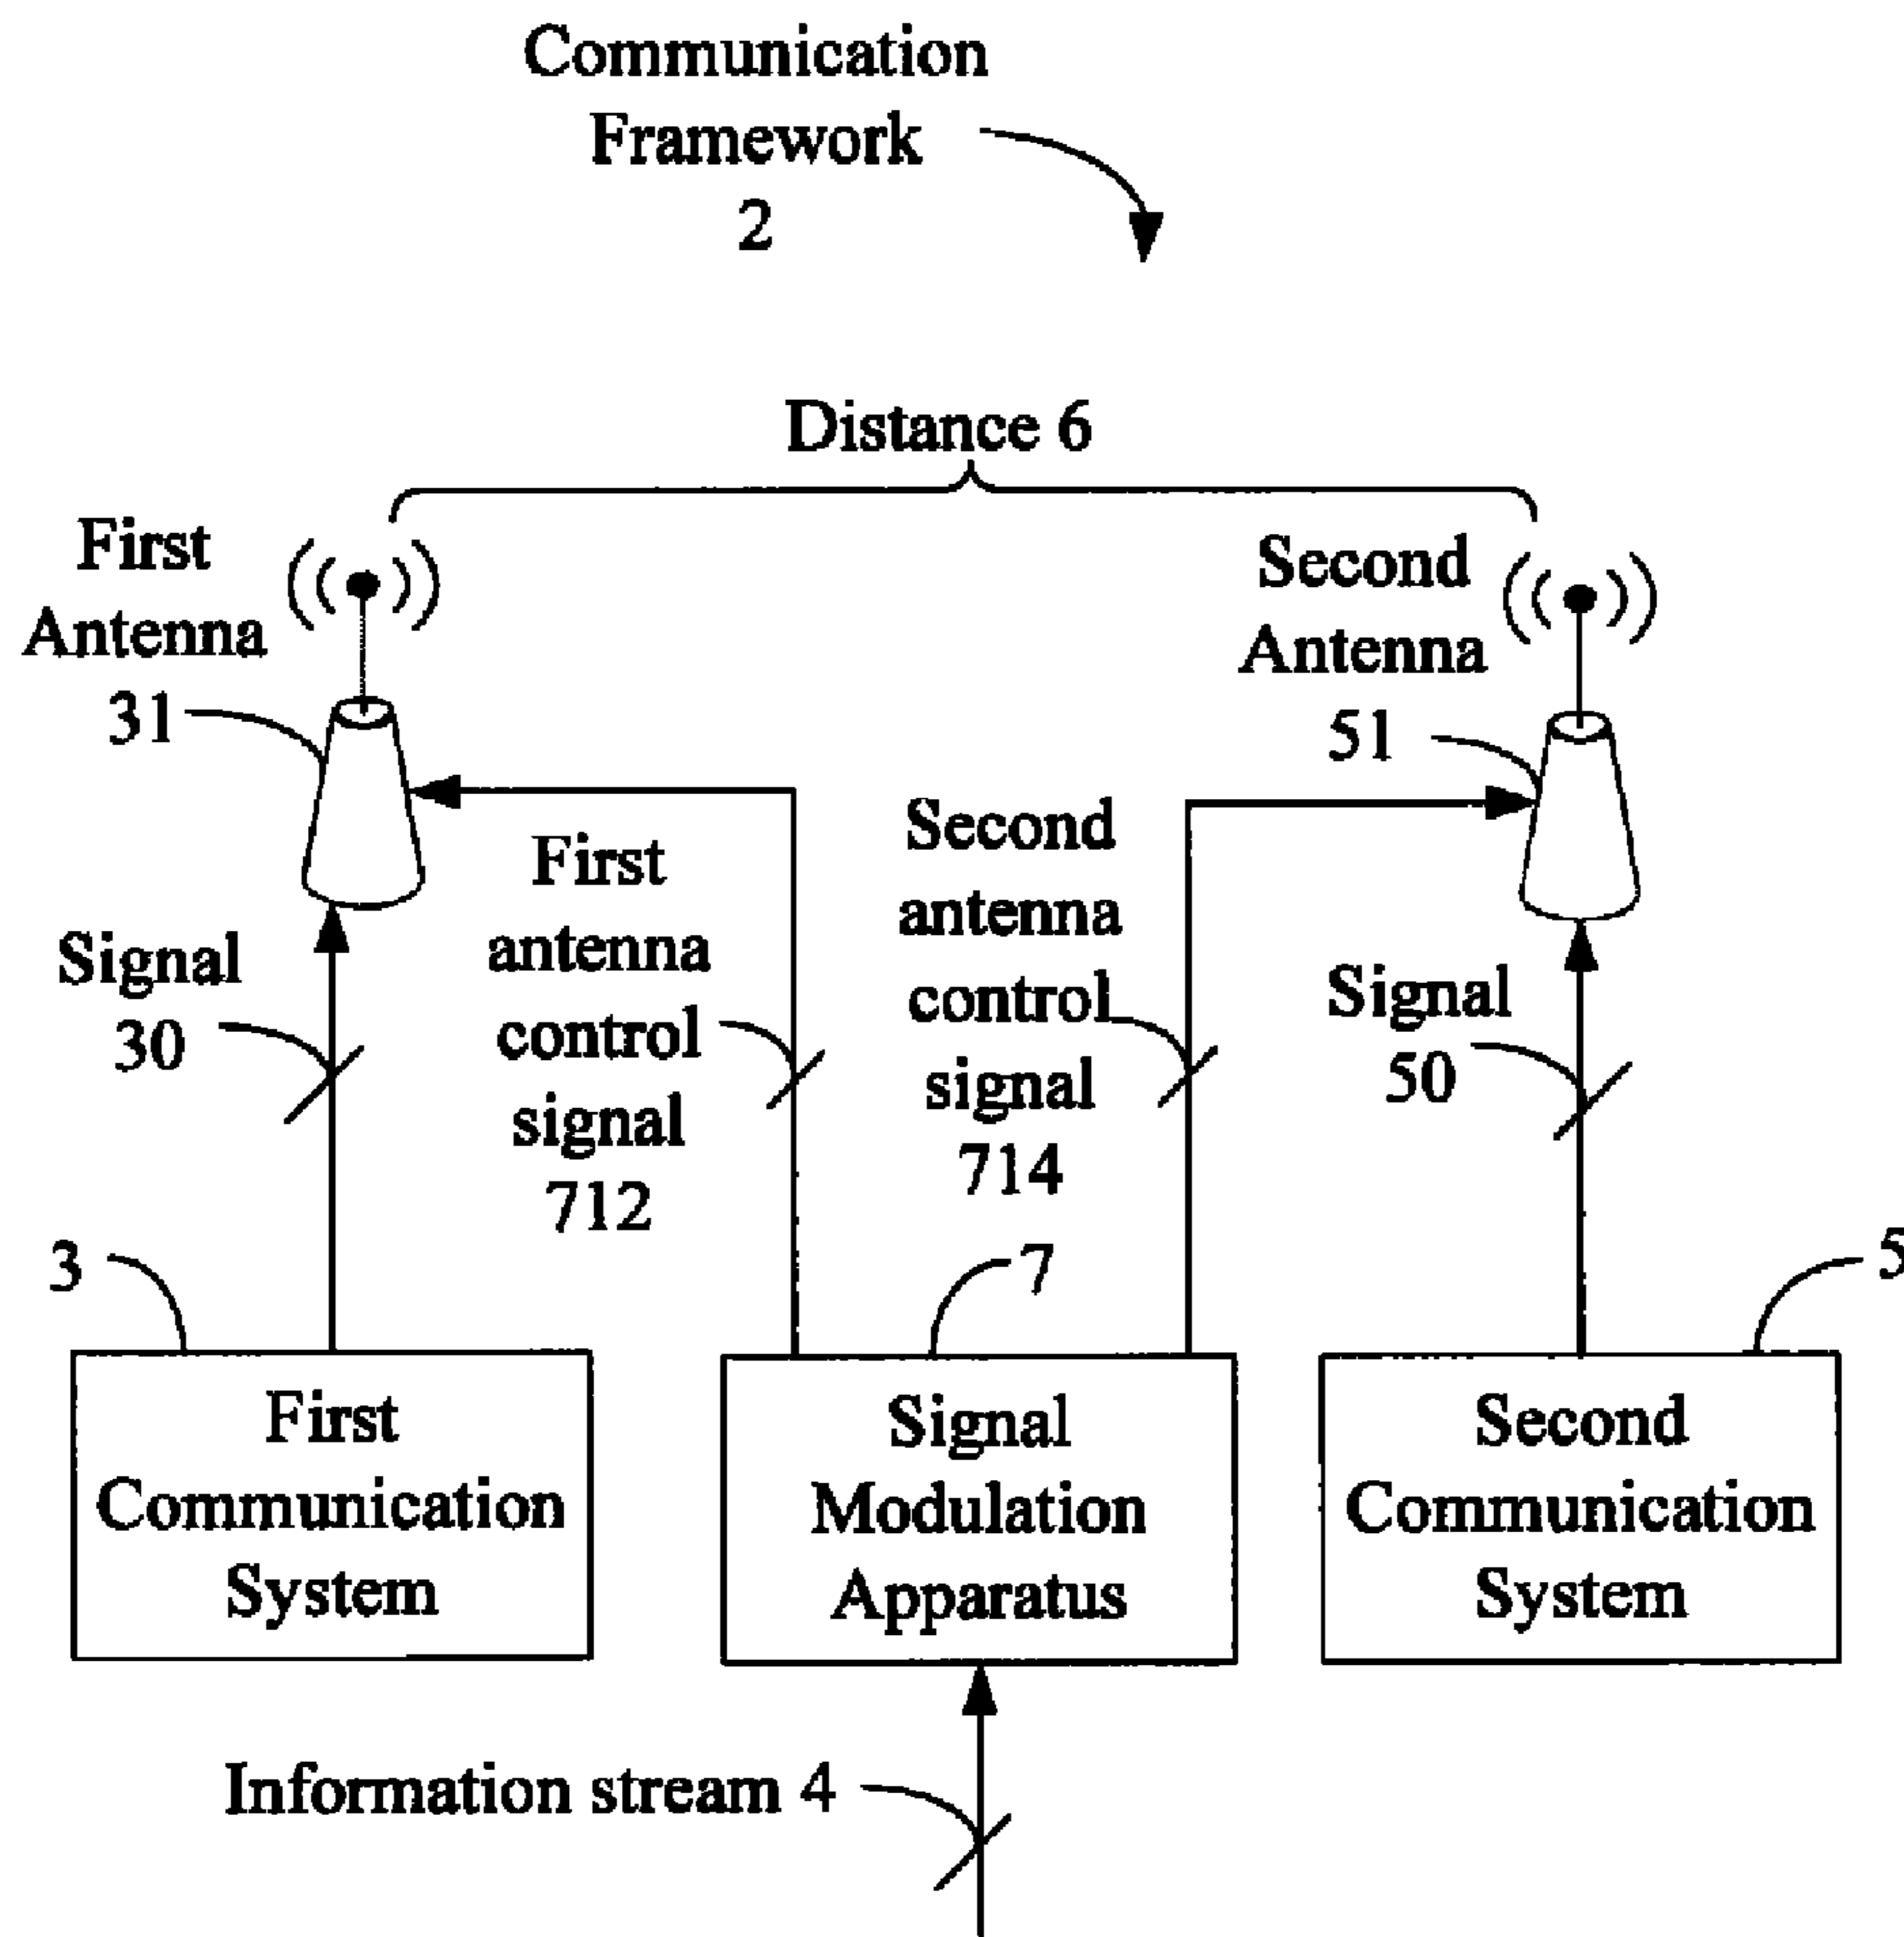 Communication
Framework
2
Distance 6
First
Antenna
31
Second
Antenna
51
Signal
30
First
antenna
control
signal
712
Second
antenna
control
signal
714
Signal
50
3
7
5
First
Communication
System
Signal
Modulation
Apparatus
Second
Communication
System
Information stream 4